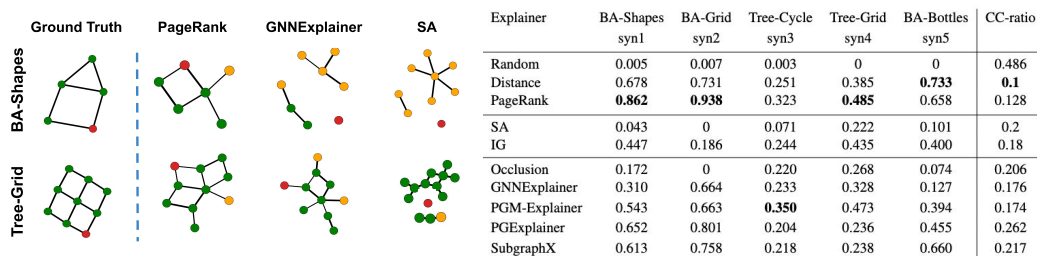 Ground Truth PageRank GNNExplainer SA
BA-Shapes
Tree-Grid
Explainer BA-Shapes BA-Grid Tree-Cycle Tree-Grid BA-Bottles CC-ratio
syn1 syn2 syn3 syn4 syn5
Random 0.005 0.007 0.003 0 0 0.486
Distance 0.678 0.731 0.251 0.385 0.733 0.1
PageRank 0.862 0.938 0.323 0.485 0.658 0.128
SA 0.043 0 0.071 0.222 0.101 0.2
IG 0.447 0.186 0.244 0.435 0.400 0.18
Occlusion 0.172 0 0.220 0.268 0.074 0.206
GNNExplainer 0.310 0.664 0.233 0.328 0.127 0.176
PGM-Explainer 0.543 0.663 0.350 0.473 0.394 0.174
PGExplainer 0.652 0.801 0.204 0.236 0.455 0.262
SubgraphX 0.613 0.758 0.218 0.238 0.660 0.217